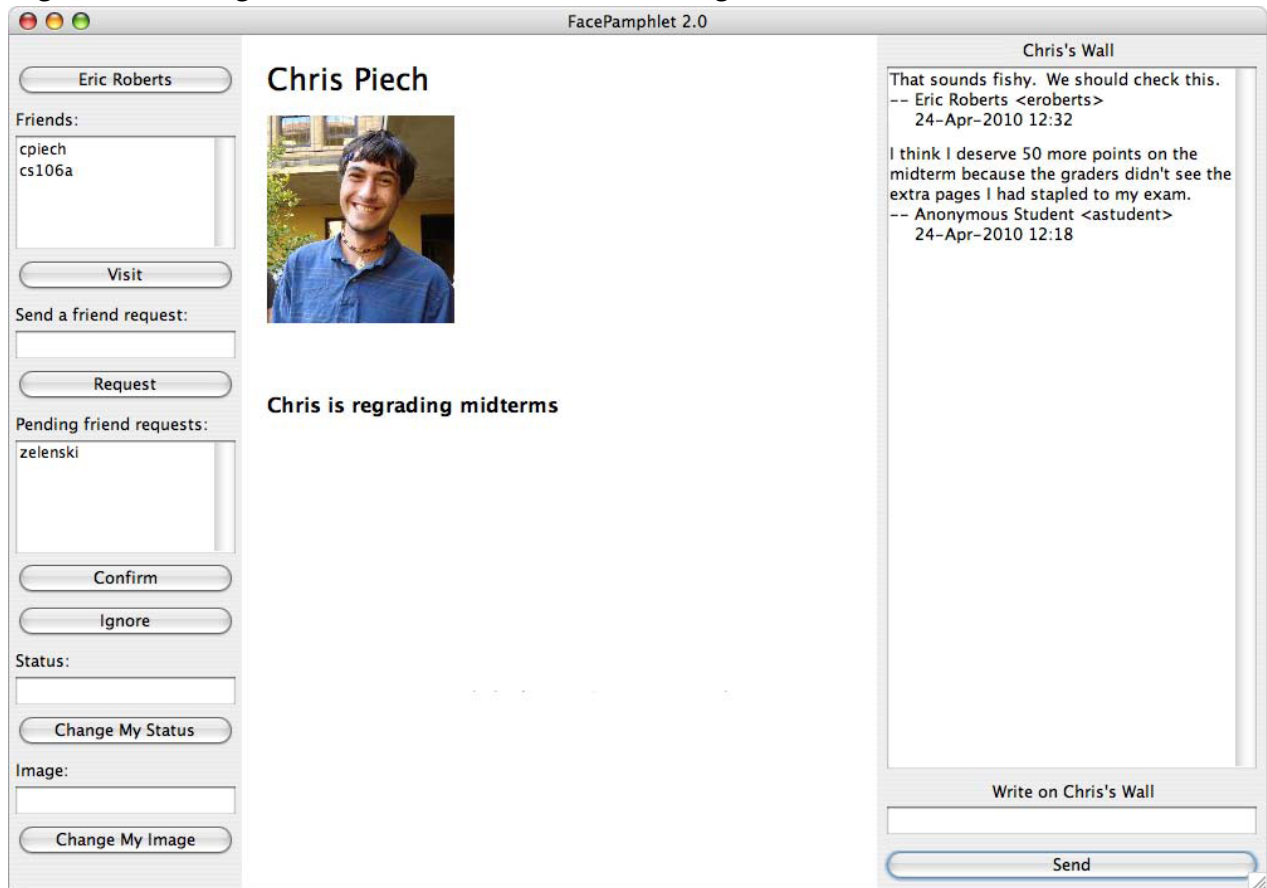 FacePamphlet 2.0
Eric Roberts
Friends:
cpiech
cs106a
Visit
Send a friend request:
Request
Pending friend requests:
zelenski
Confirm
Ignore
Status:
Change My Status
Image:
Change My Image
Chris Piech
Chris is regrading midterms
Chris's Wall
That sounds fishy.  We should check this.
-- Eric Roberts <eroberts>
24-Apr-2010 12:32
I think I deserve 50 more points on the
midterm because the graders didn't see the
extra pages I had stapled to my exam.
-- Anonymous Student <astudent>
24-Apr-2010 12:18
Write on Chris's Wall
Send